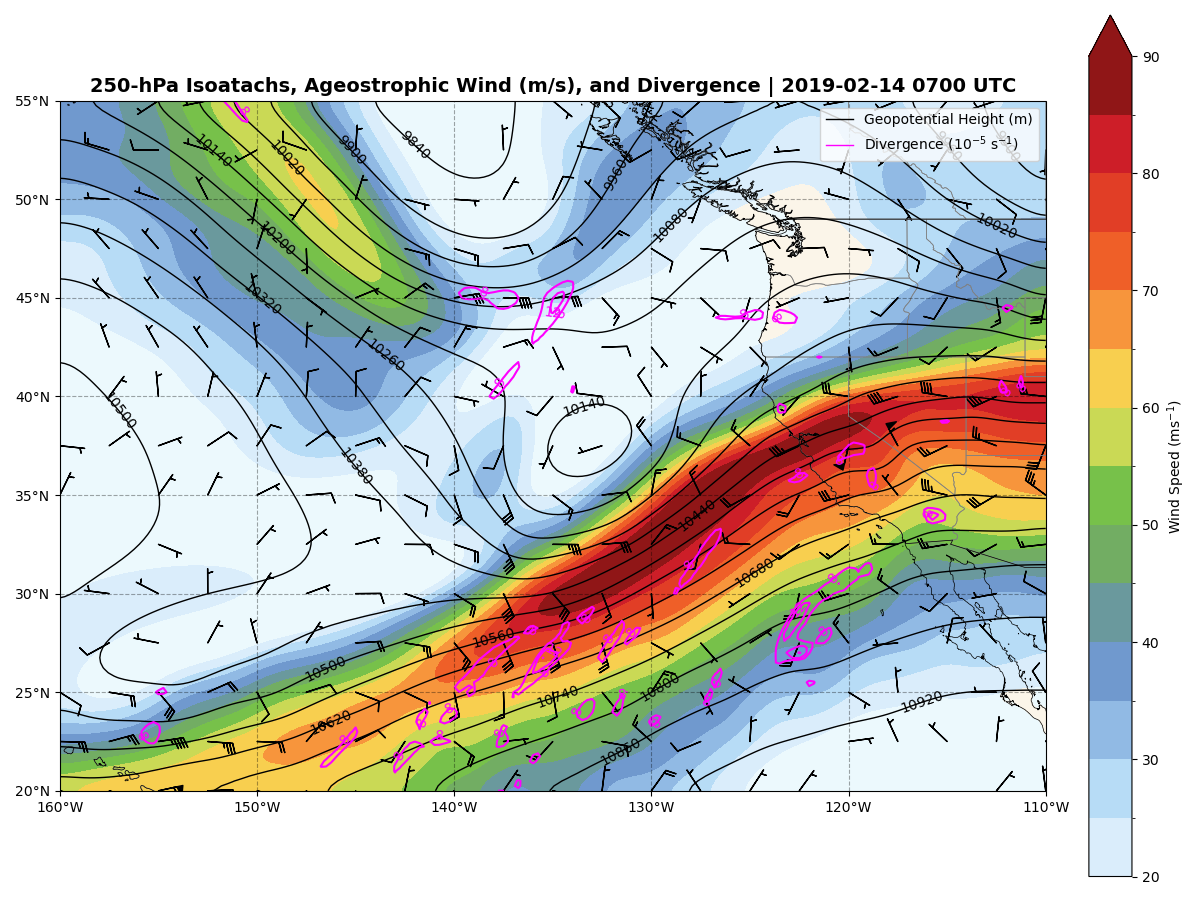 250-hPa Isoatachs, Ageostrophic Wind (m/s), and Divergence | 2019-02-14 0700 UTC
Geopotential Height (m)
Divergence (10⁻⁵ s⁻¹)
55°N
50°N
45°N
40°N
35°N
30°N
25°N
20°N
160°W
150°W
140°W
130°W
120°W
110°W
90
80
70
60
50
40
30
20
Wind Speed (ms⁻¹)
10140
10020
9900
9840
9960
10080
10020
10200
10320
10260
10500
10140
10380
10440
10680
10560
10500
10740
10800
10620
10920
10860